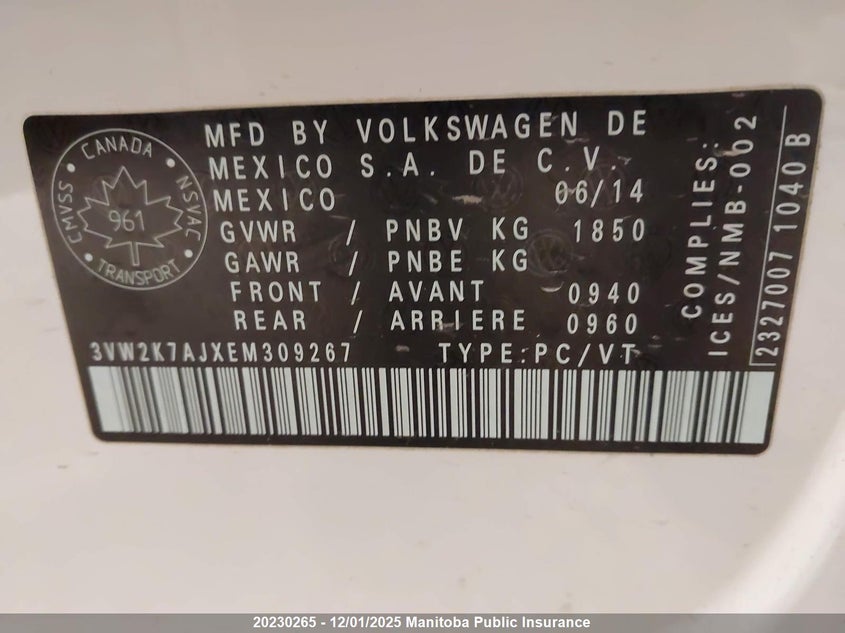 CANADA
CMVSS
NSVAC
961
TRANSPORT
MFD BY VOLKSWAGEN DE
MEXICO S.A. DE C.V.
MEXICO 06/14
GVWR / PNBV KG 1850
GAWR / PNBE KG
FRONT / AVANT 0940
REAR / ARRIERE 0960
3VW2K7AJXEM309267 TYPE:PC/VT
COMPLIES:
ICES/NMB-002
2327007 1040 B
20230265 - 12/01/2025 Manitoba Public Insurance